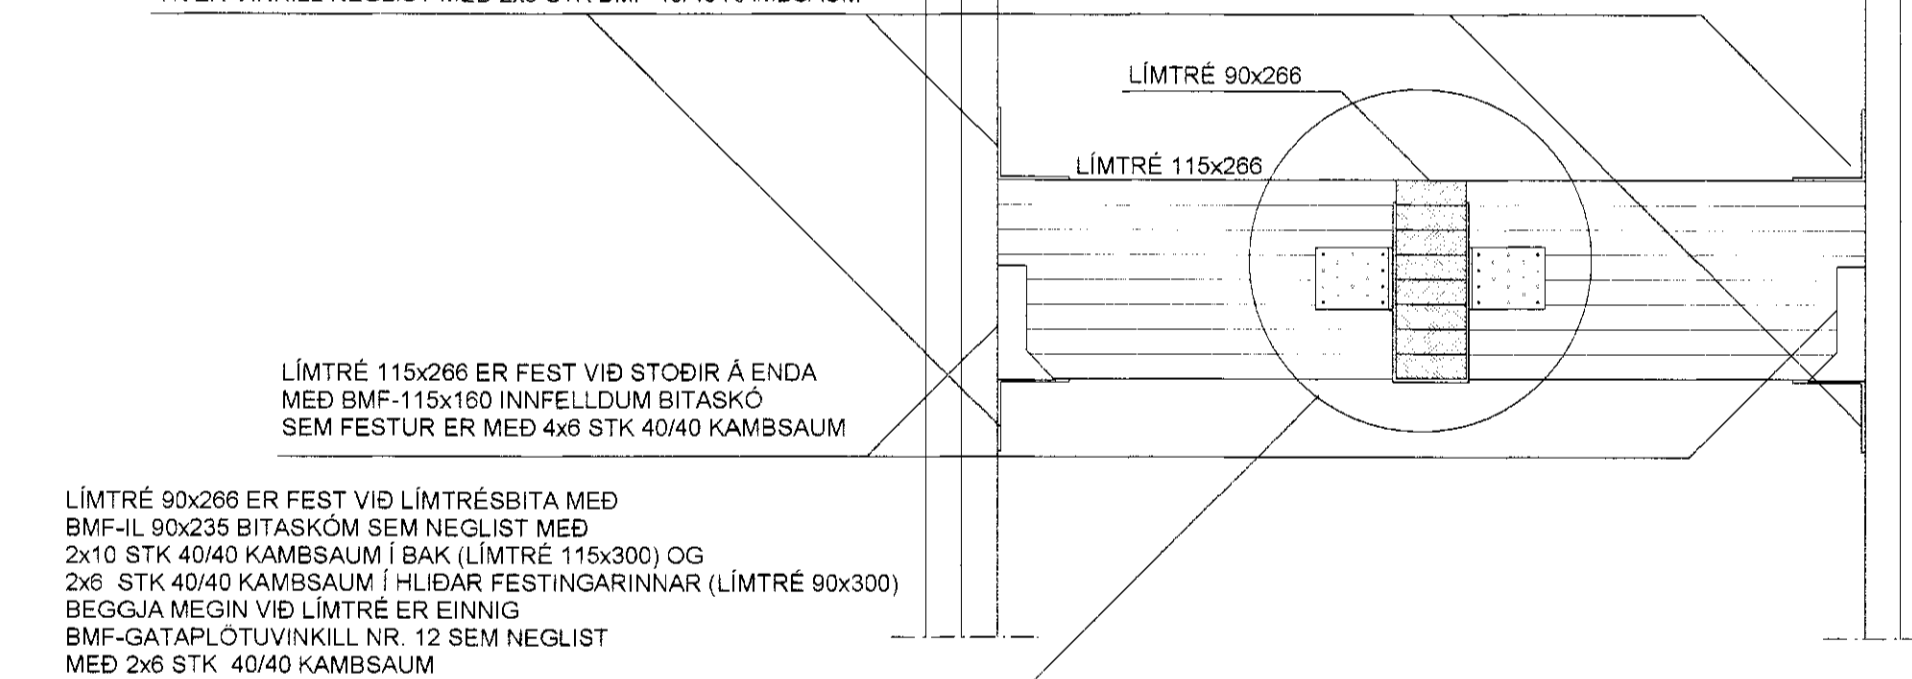 NEGLIST MEÐ
LÍMTRÉ 90x266
LÍMTRÉ 115x266
LÍMTRÉ 115x266 ER FEST VIÐ STOÐIR Á ENDA
MEÐ BMF-115x160 INNFELLDUM BITASKÓ
SEM FESTUR ER MEÐ 4x6 STK 40/40 KAMBSAUM
LÍMTRÉ 90x266 ER FEST VIÐ LÍMTRÉSBITA MEÐ
BMF-IL 90x235 BITASKÓM SEM NEGLIST MEÐ
2x10 STK 40/40 KAMBSAUM Í BAK (LÍMTRÉ 115x300) OG
2x6 STK 40/40 KAMBSAUM Í HLIÐAR FESTINGARINNAR (LÍMTRÉ 90x300)
BEGGJA MEGIN VIÐ LÍMTRÉ ER EINNIG
BMF-GATAPLÖTUVINKILL NR. 12 SEM NEGLIST
MEÐ 2x6 STK 40/40 KAMBSAUM